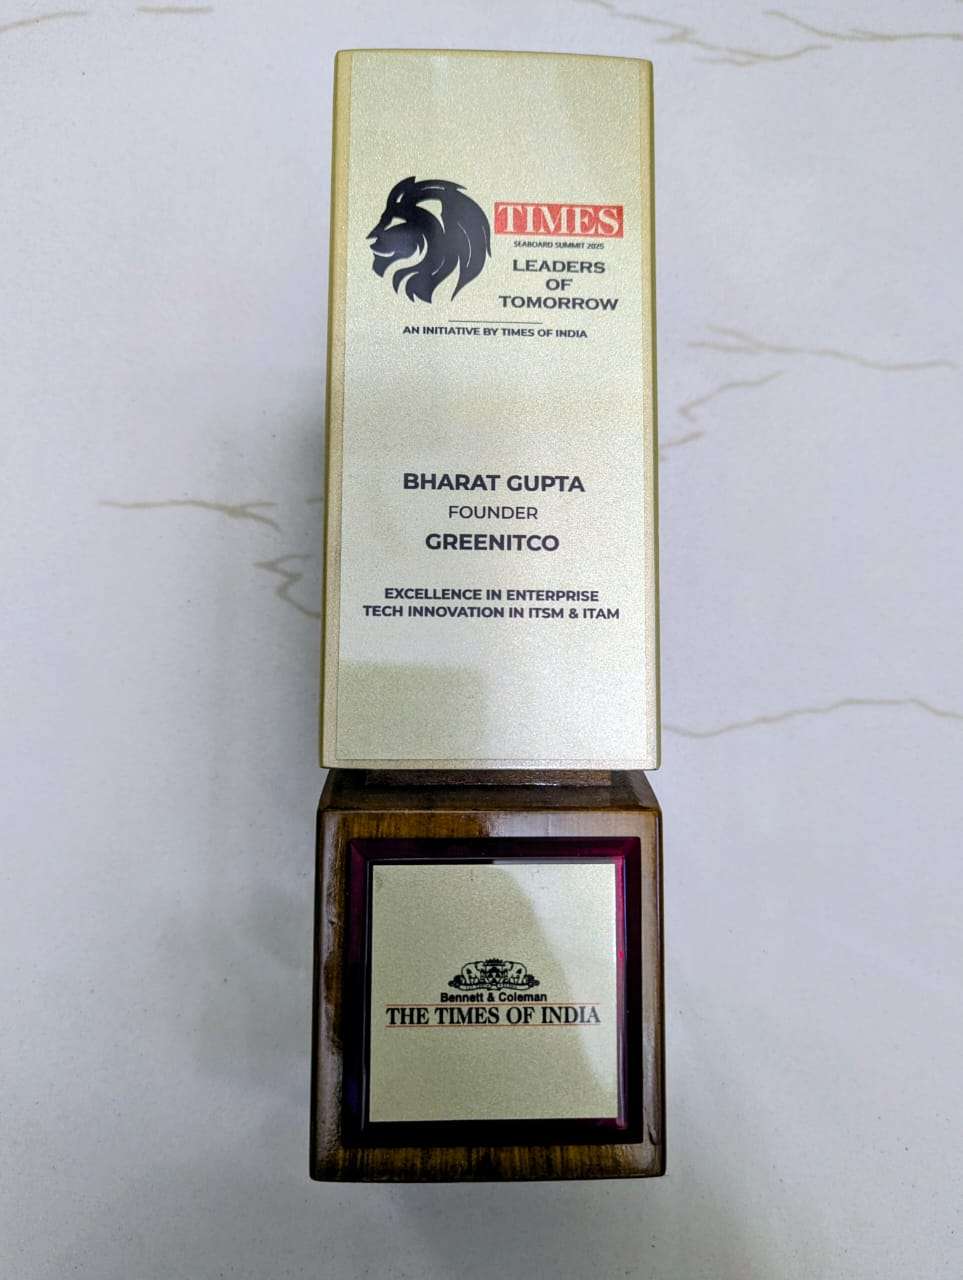 TIMES
SEABOARD SUMMIT 2025
LEADERS
OF
TOMORROW
AN INITIATIVE BY TIMES OF INDIA
BHARAT GUPTA
FOUNDER
GREENITCO
EXCELLENCE IN ENTERPRISE
TECH INNOVATION IN ITSM & ITAM
Bennett & Coleman
THE TIMES OF INDIA